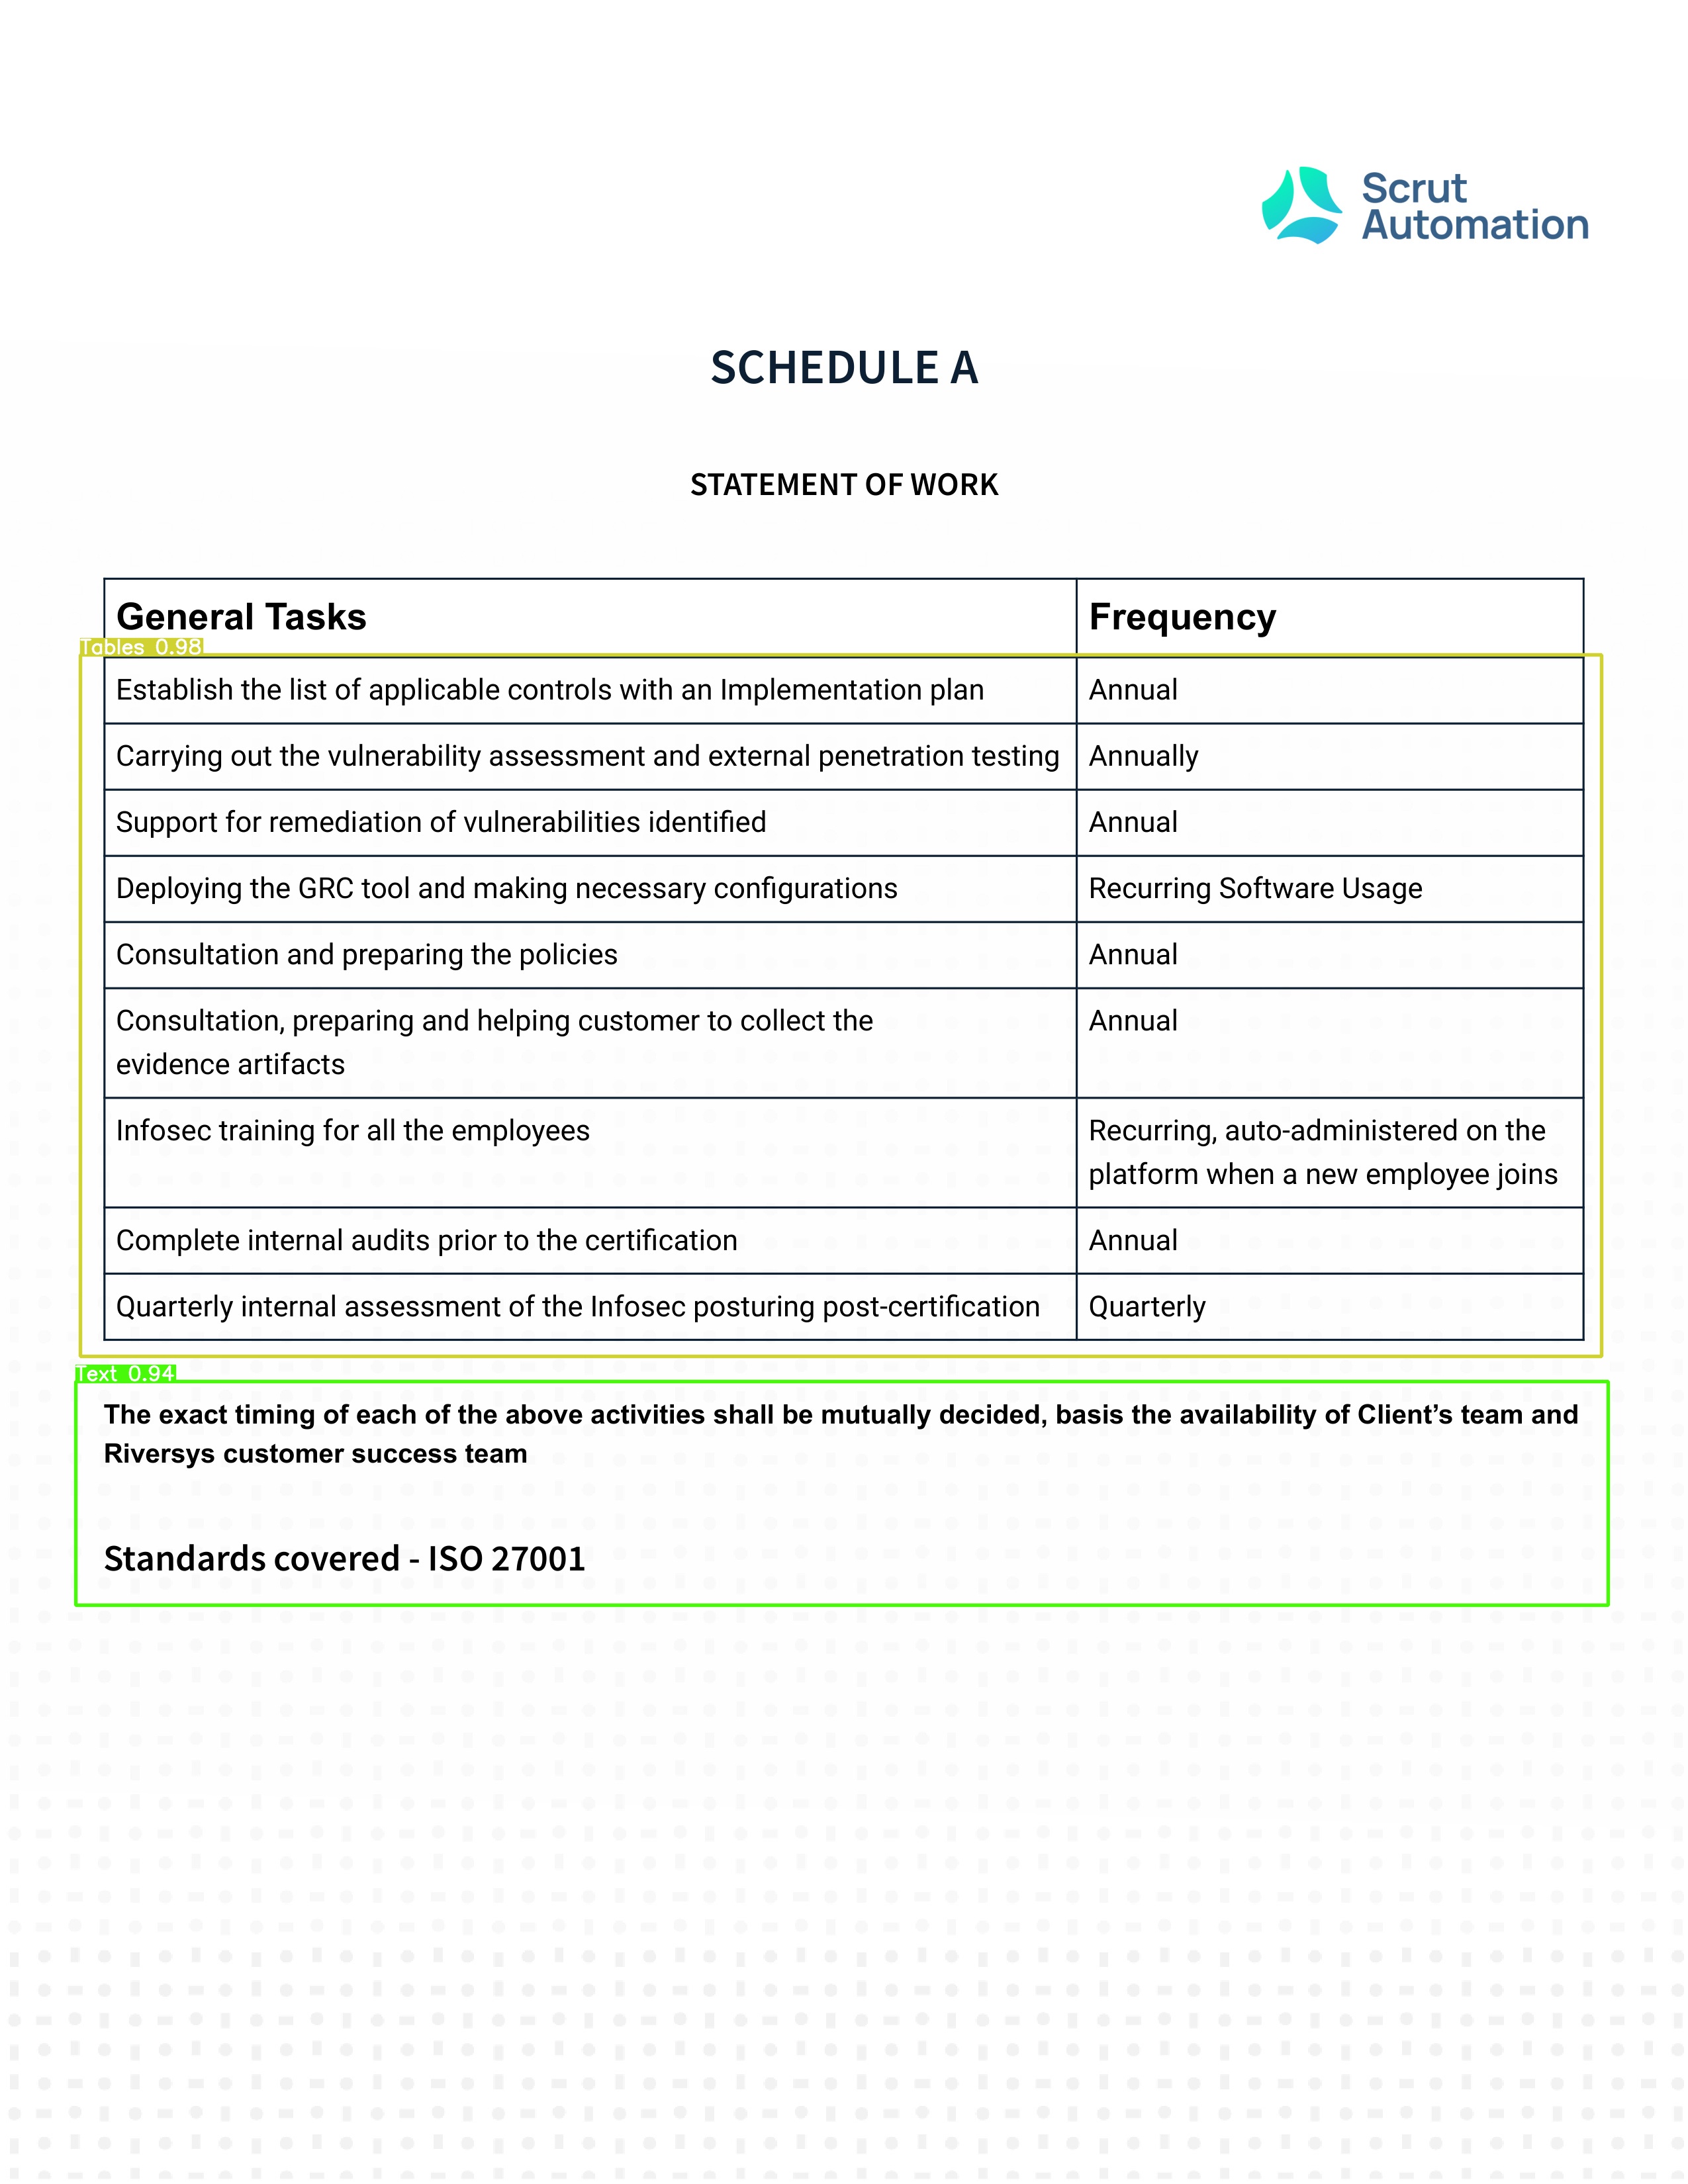 Scrut
Automation
SCHEDULE A
STATEMENT OF WORK
General Tasks Frequency
Tables 0.98
Establish the list of applicable controls with an Implementation plan Annual
Carrying out the vulnerability assessment and external penetration testing Annually
Support for remediation of vulnerabilities identified Annual
Deploying the GRC tool and making necessary configurations Recurring Software Usage
Consultation and preparing the policies Annual
Consultation, preparing and helping customer to collect the Annual
evidence artifacts
Infosec training for all the employees Recurring, auto-administered on the
platform when a new employee joins
Complete internal audits prior to the certification Annual
Quarterly internal assessment of the Infosec posturing post-certification Quarterly
Text 0.94
The exact timing of each of the above activities shall be mutually decided, basis the availability of Client’s team and
Riversys customer success team
Standards covered - ISO 27001